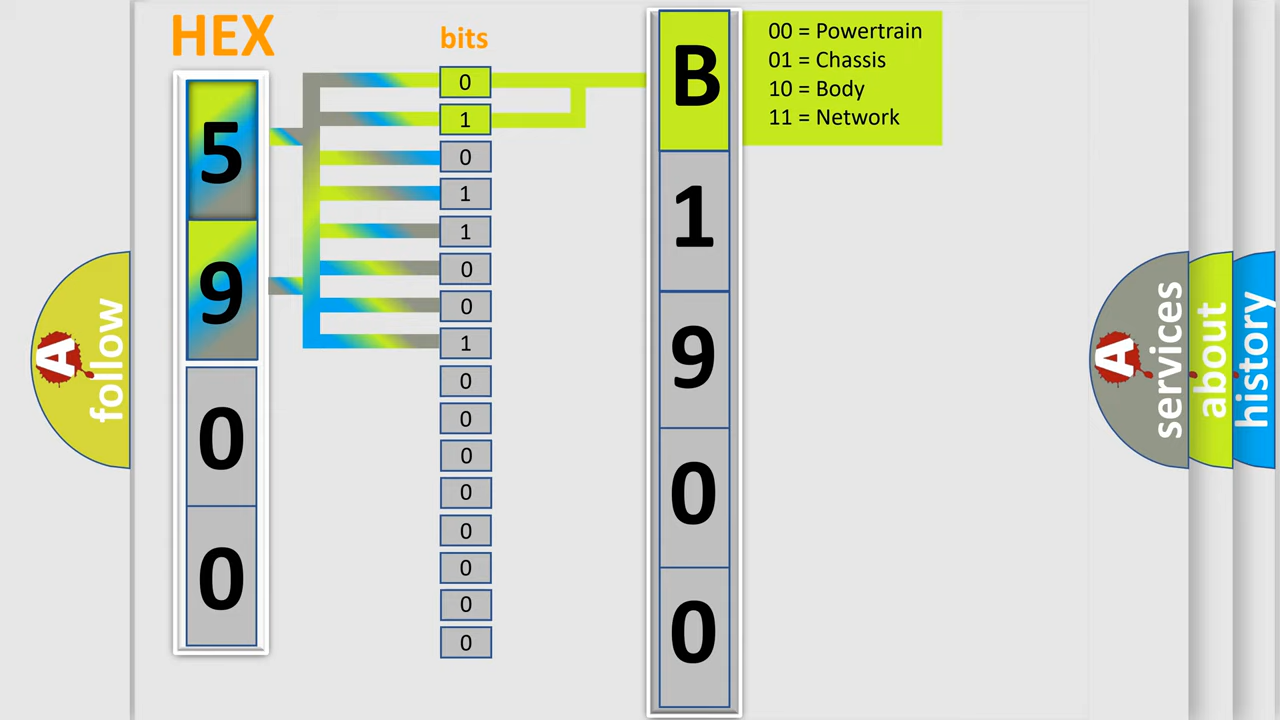 HEX
bits
5
9
0
0
0
1
0
1
1
0
0
1
0
0
0
0
0
0
0
0
B
1
9
0
0
00 = Powertrain
01 = Chassis
10 = Body
11 = Network
A
follow
A
services
about
history